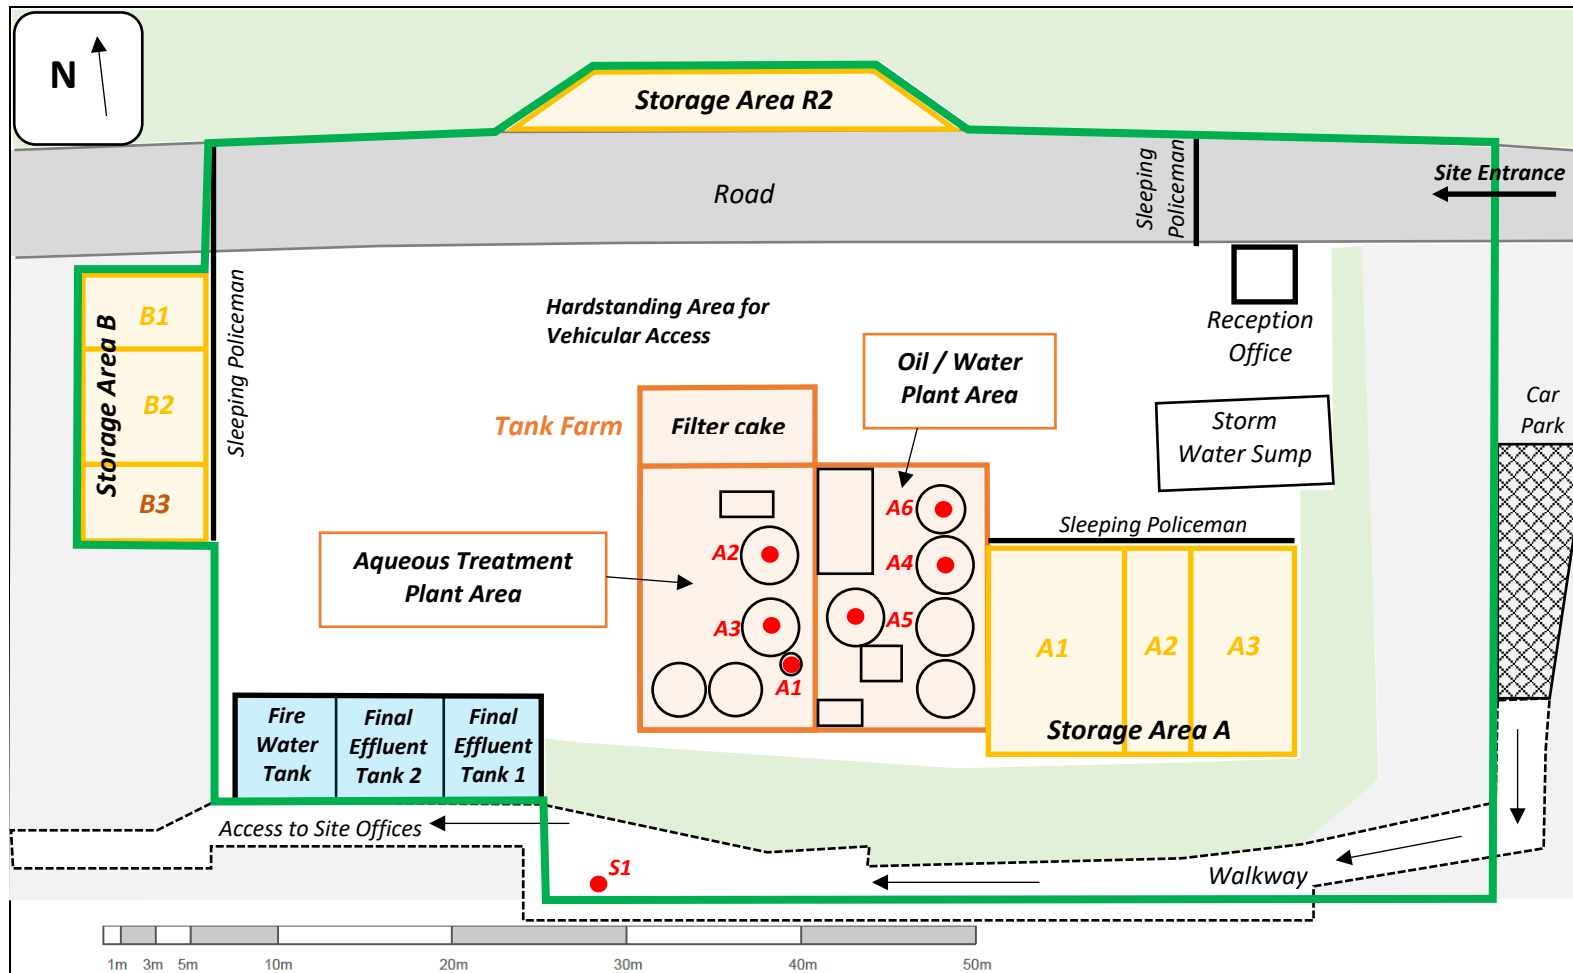 N
Storage Area R2
Road
Sleeping
Policeman
Site Entrance
Storage Area B
B1
B2
B3
Sleeping Policeman
Hardstanding Area for
Vehicular Access
Reception
Office
Oil / Water
Plant Area
Tank Farm
Filter cake
Storm
Water Sump
Car
Park
Aqueous Treatment
Plant Area
A2
A3
A1
A6
A4
A5
Sleeping Policeman
A1
A2
A3
Storage Area A
Fire
Water
Tank
Final
Effluent
Tank 2
Final
Effluent
Tank 1
Access to Site Offices
S1
Walkway
1m 3m 5m 10m 20m 30m 40m 50m